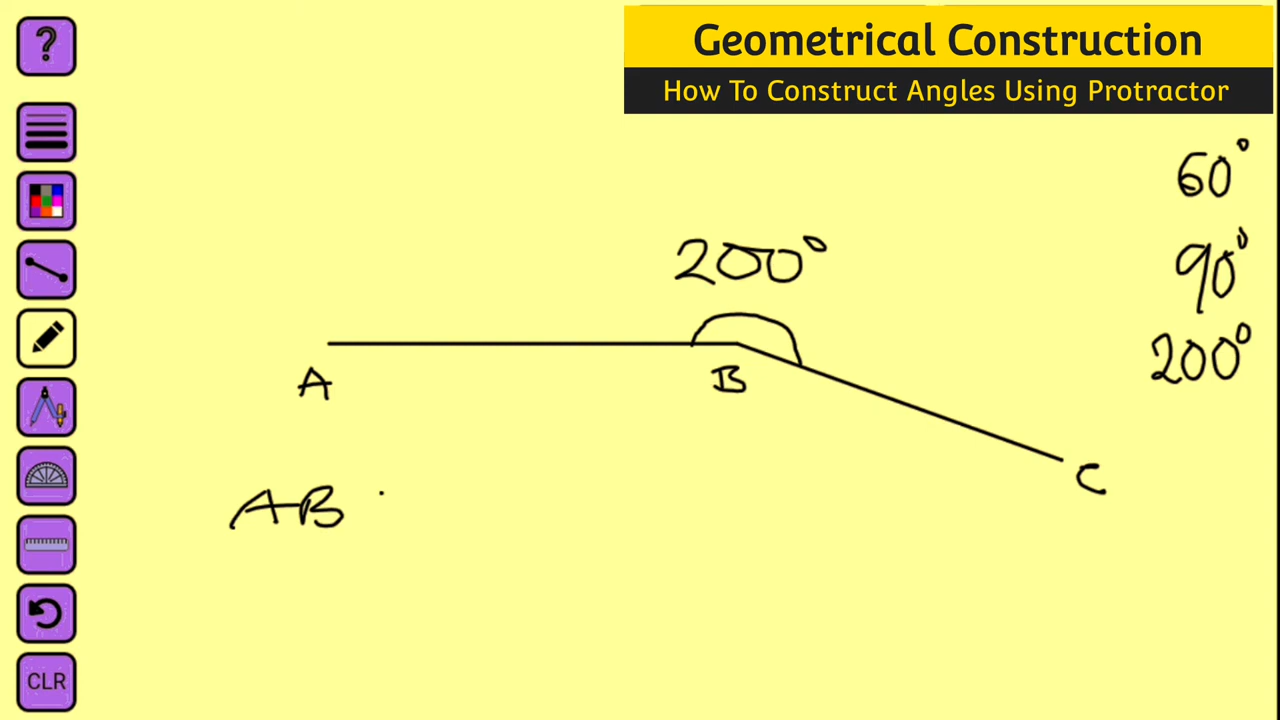 ?
Geometrical Construction
How To Construct Angles Using Protractor
60°
90°
200°
200°
A
B
C
AB
CLR